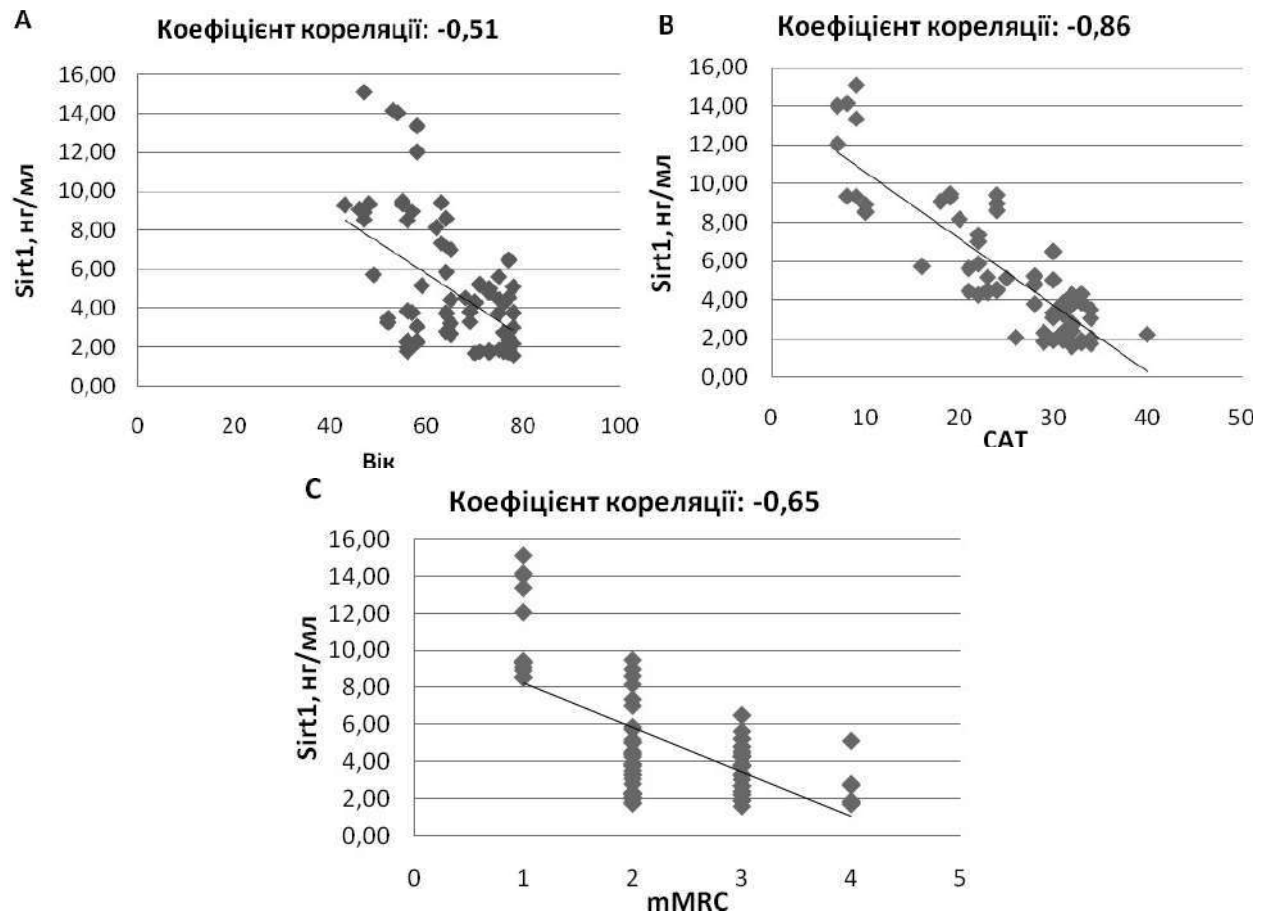 A
Коефіцієнт кореляції: -0,51
Sirt1, нг/мл
16,00
14,00
12,00
10,00
8,00
6,00
4,00
2,00
0,00
0 20 40 60 80 100
Вік
B
Коефіцієнт кореляції: -0,86
Sirt1, нг/мл
16,00
14,00
12,00
10,00
8,00
6,00
4,00
2,00
0,00
0 10 20 30 40 50
CAT
C
Коефіцієнт кореляції: -0,65
Sirt1, нг/мл
16,00
14,00
12,00
10,00
8,00
6,00
4,00
2,00
0,00
0 1 2 3 4 5
mMRC